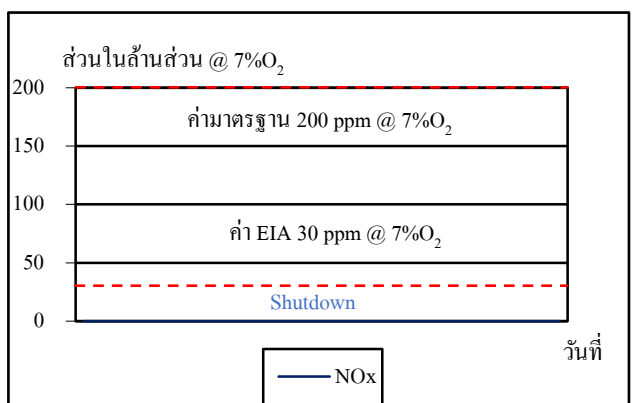 ส่วนในล้านส่วน @ 7%O₂
200
ค่ามาตรฐาน 200 ppm @ 7%O₂
150
100
ค่า EIA 30 ppm @ 7%O₂
50
Shutdown
0
วันที่
NOx